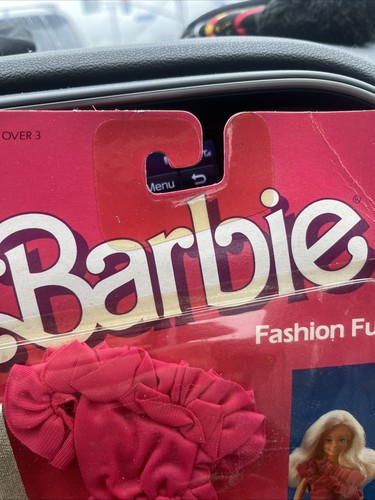 OVER 3
Menu
Barbie®
Fashion Fu